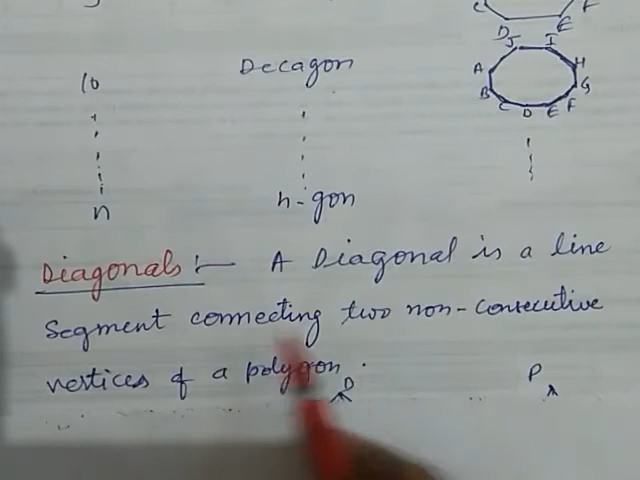 C E F
D
J I
A H
B G
C D E F
10 Decagon
n n-gon
Diagonals :- A Diagonal is a line
Segment connecting two non-consecutive
vertices of a polygon.
D P